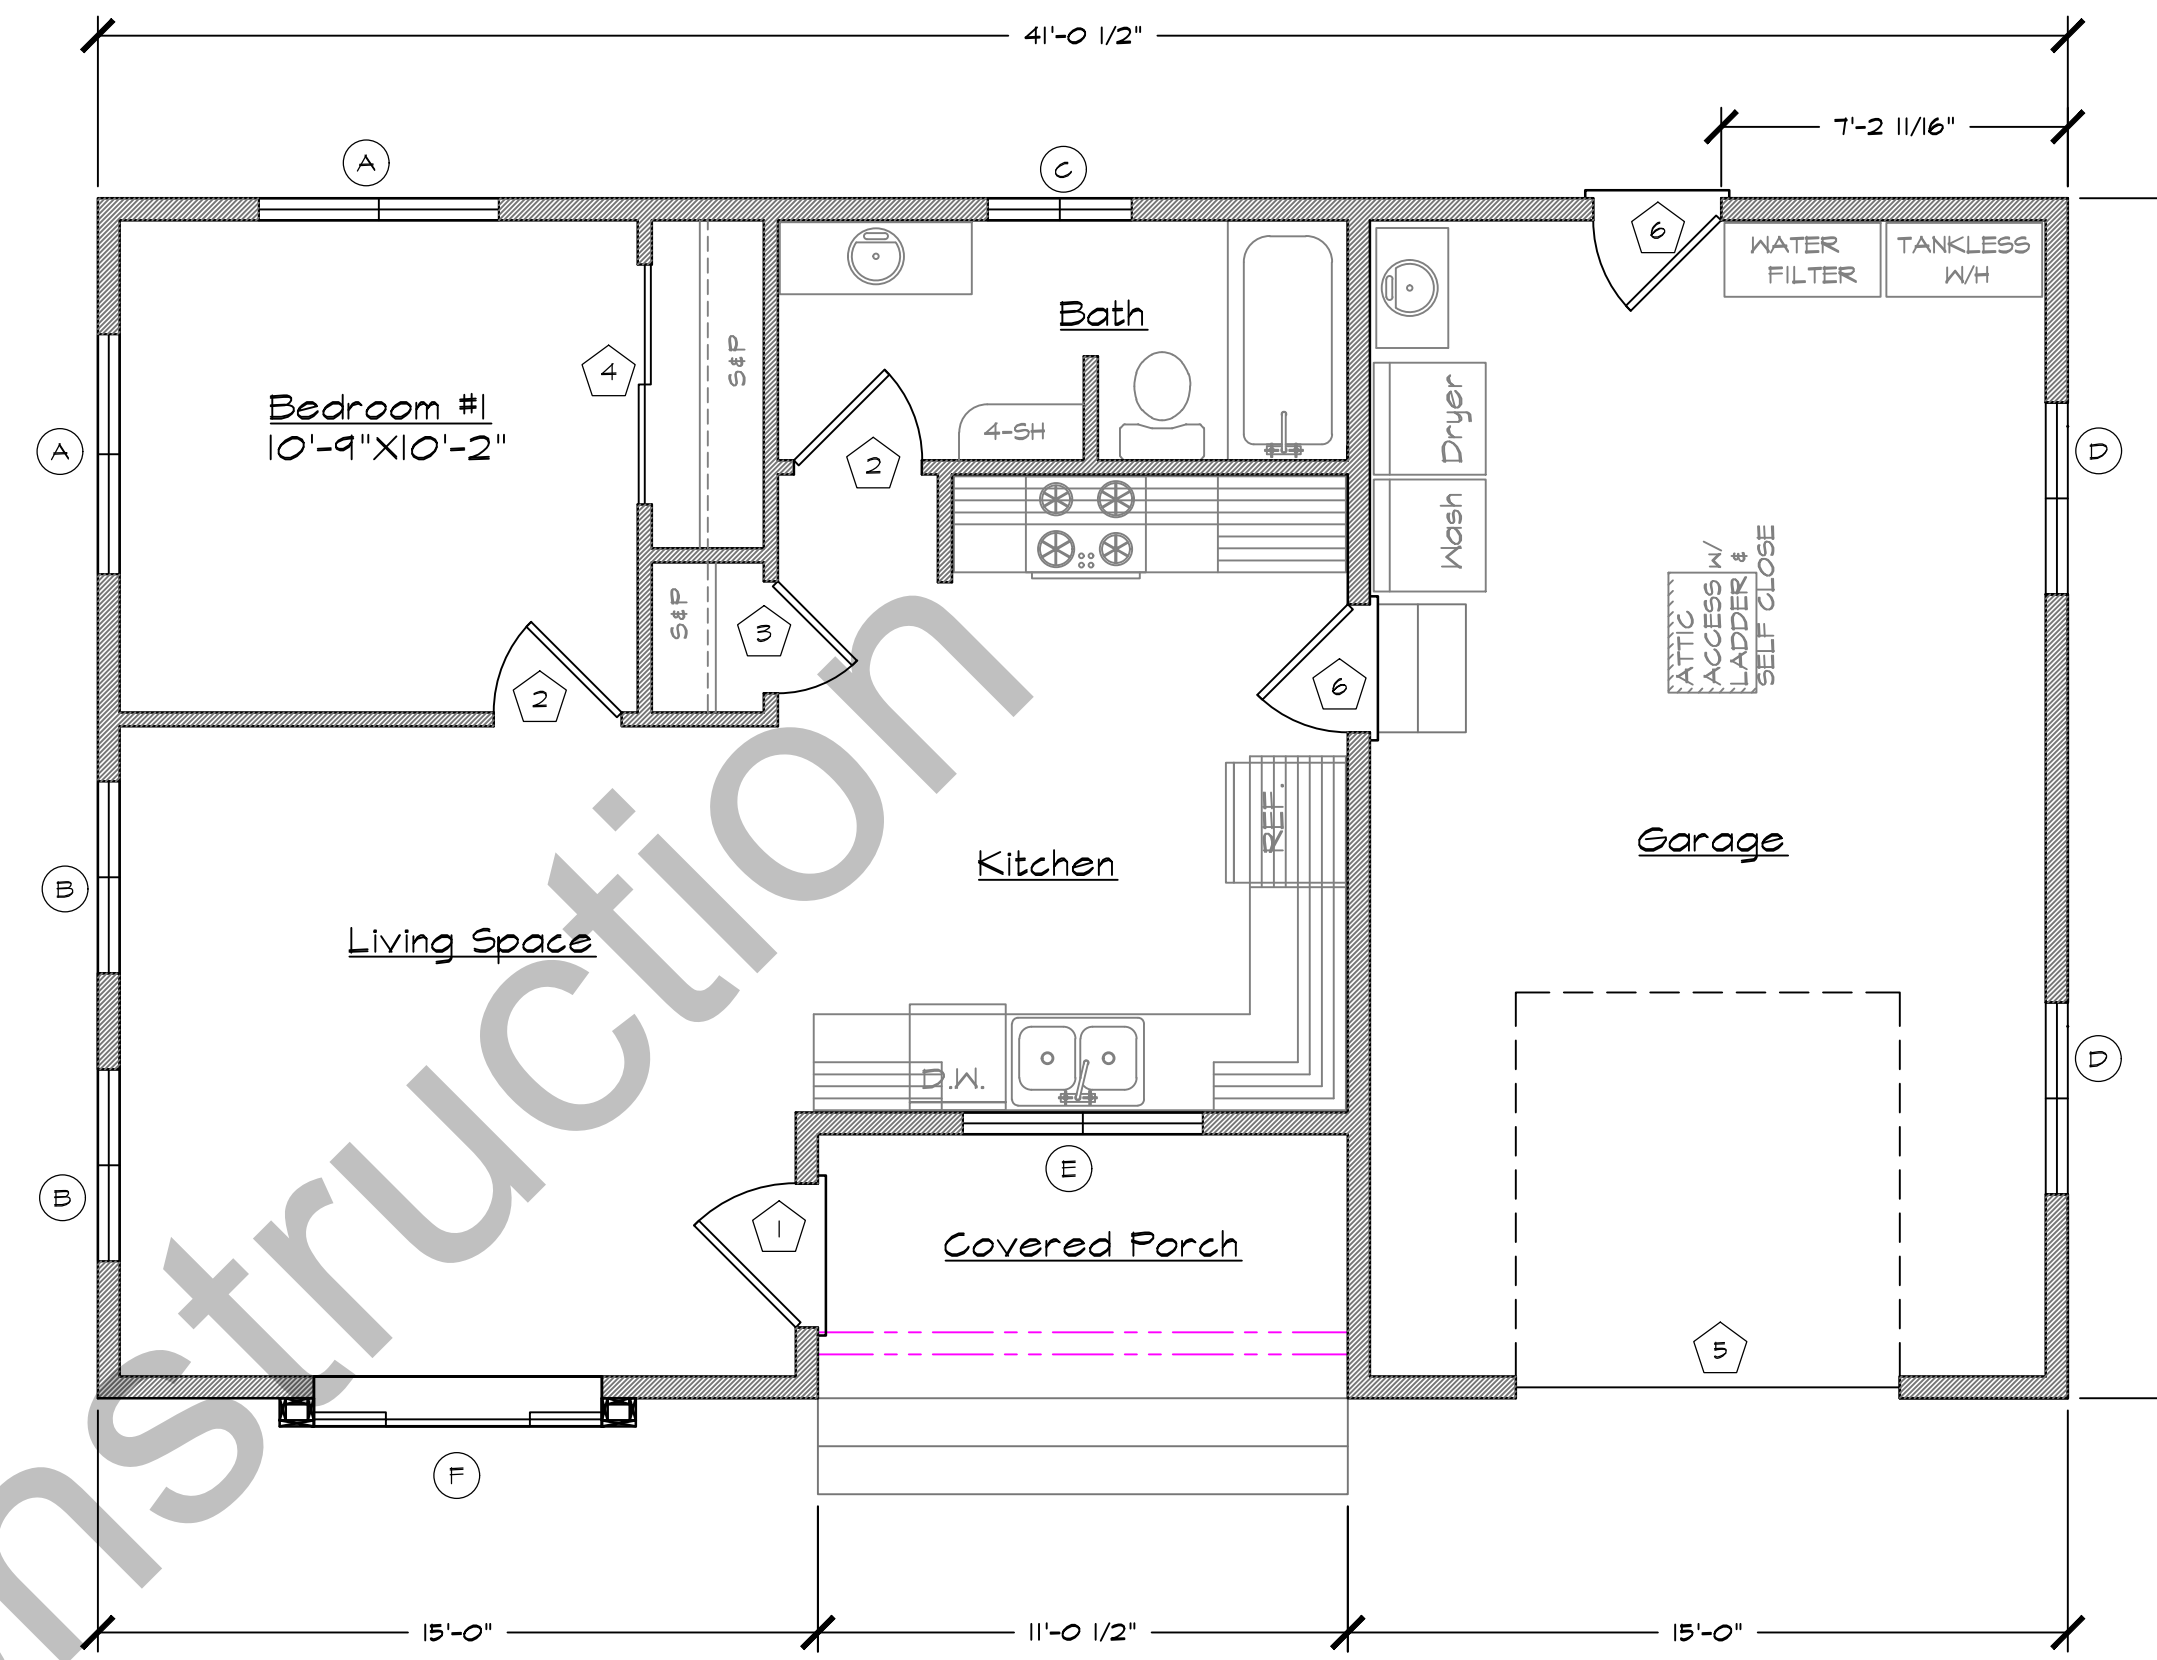 41'-0 1/2"
7'-2 11/16"
A
C
6
WATER
FILTER
TANKLESS
W/H
Bath
S&P
4
Bedroom #1
10'-9"X10'-2"
A
2
4-SH
Dryer
D
Wash
ATTIC
ACCESS W/
LADDER &
SELF CLOSE
S&P
3
2
6
REF.
Garage
Kitchen
B
Living Space
D.W.
D
E
B
1
Covered Porch
5
F
nstruction
15'-0"
11'-0 1/2"
15'-0"